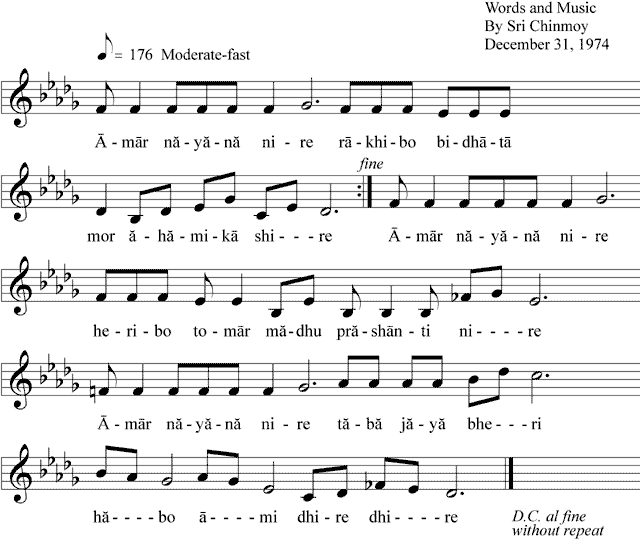 Words and Music
By Sri Chinmoy
December 31, 1974
= 176 Moderate-fast
Ā - mār nă - yă - nă ni - re rā - khi - bo bi - dhā - tā
fine
mor ă - hă - mi - kā shi - - - re Ā - mār nă - yă - nă ni - re
he - ri - bo to - mār mă - dhu pră - shān - ti ni - - - - re
Ā - mār nă - yă - nă ni - re tă - bă jă - yă bhe - - - ri
hă - - - - bo ā - - - - mi dhi - re dhi - - - - re
D.C. al fine
without repeat